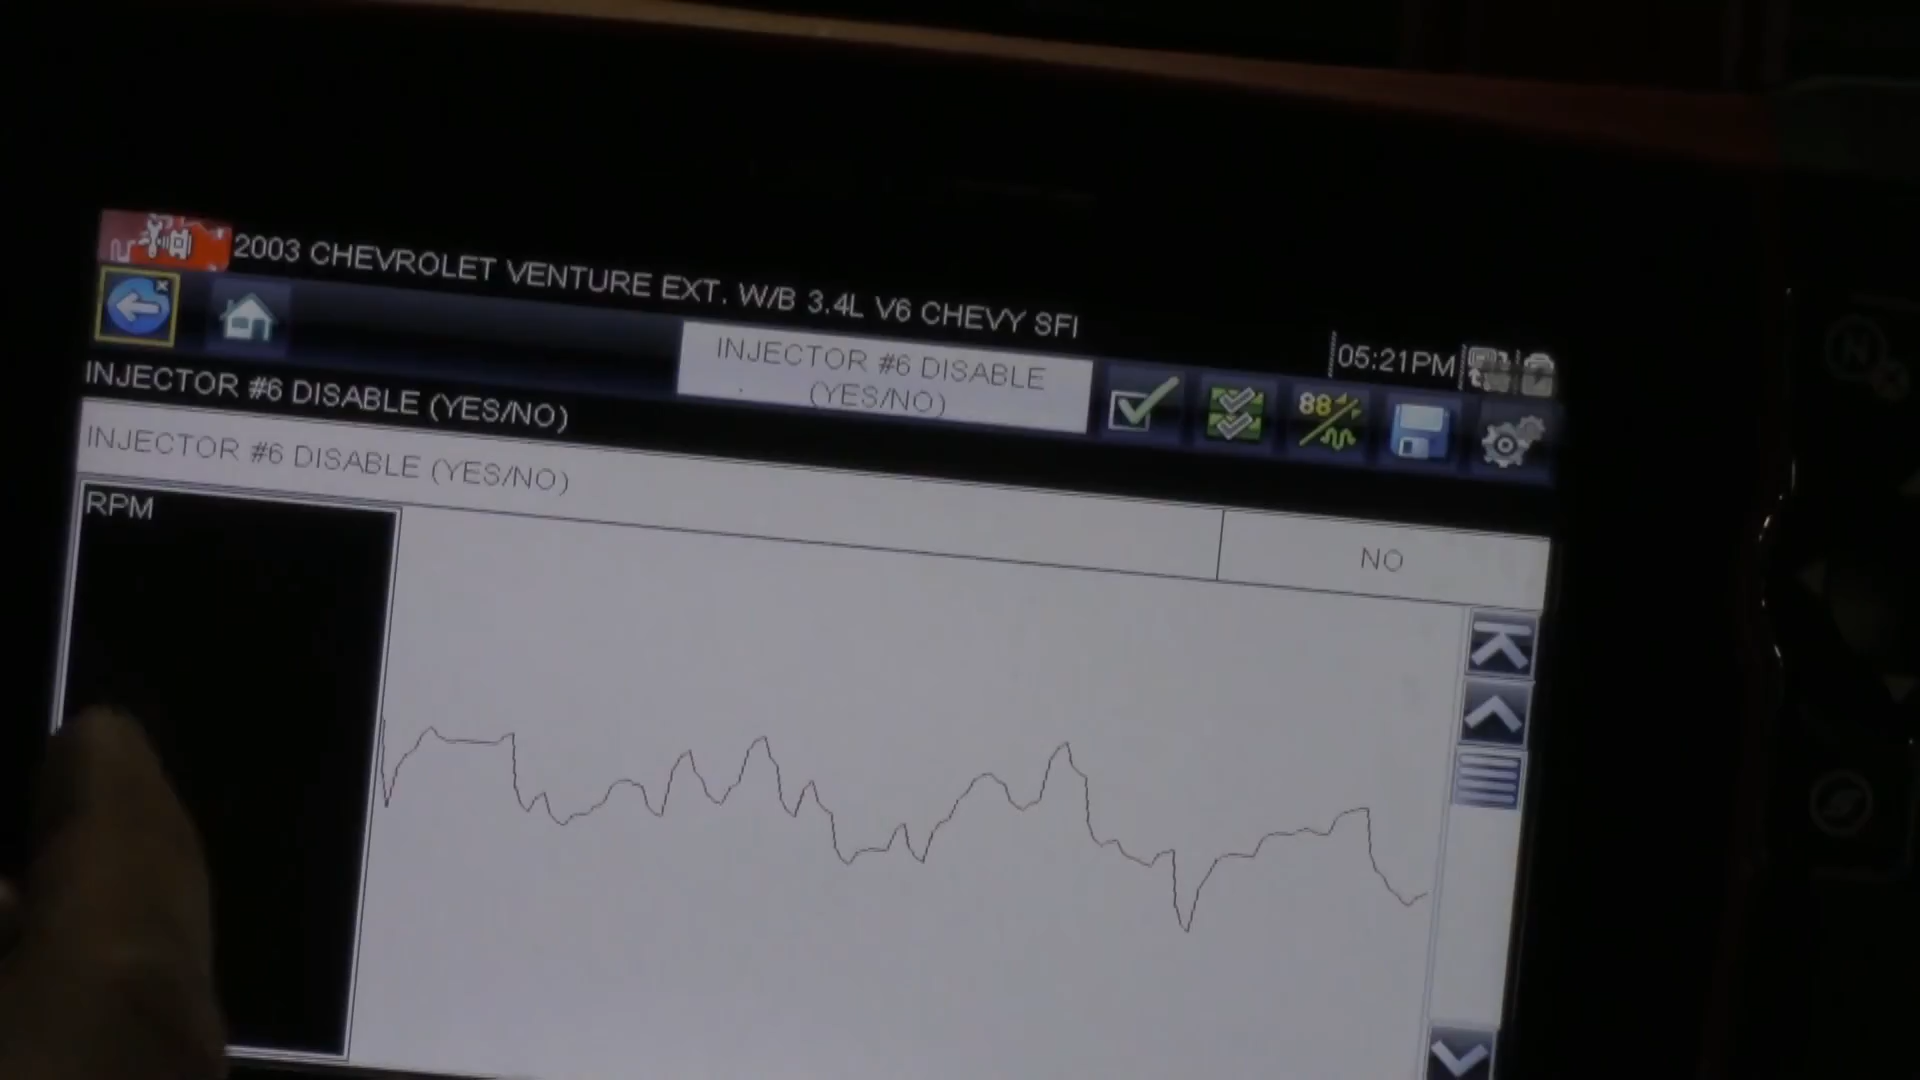 2003 CHEVROLET VENTURE EXT. W/B 3.4L V6 CHEVY SFI
05:21PM
INJECTOR #6 DISABLE
(YES/NO)
INJECTOR #6 DISABLE (YES/NO)
INJECTOR #6 DISABLE (YES/NO)
NO
RPM